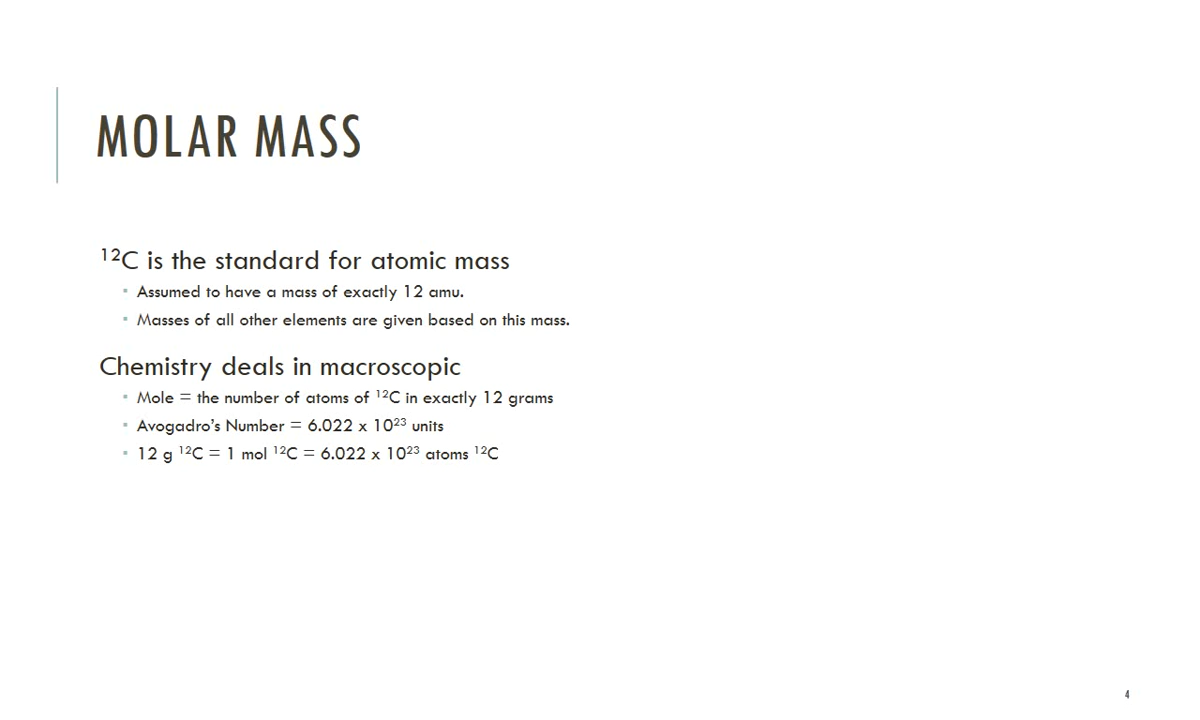 MOLAR MASS
¹²C is the standard for atomic mass
▪ Assumed to have a mass of exactly 12 amu.
▪ Masses of all other elements are given based on this mass.
Chemistry deals in macroscopic
▪ Mole = the number of atoms of ¹²C in exactly 12 grams
▪ Avogadro’s Number = 6.022 x 10²³ units
▪ 12 g ¹²C = 1 mol ¹²C = 6.022 x 10²³ atoms ¹²C
4